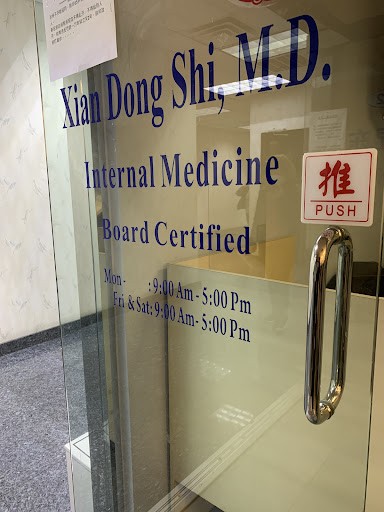 Xian Dong Shi, M.D.
Internal Medicine
Board Certified
Mon- : 9:00 Am - 5:00 Pm
Fri & Sat: 9:00 Am - 5:00 Pm
推
PUSH